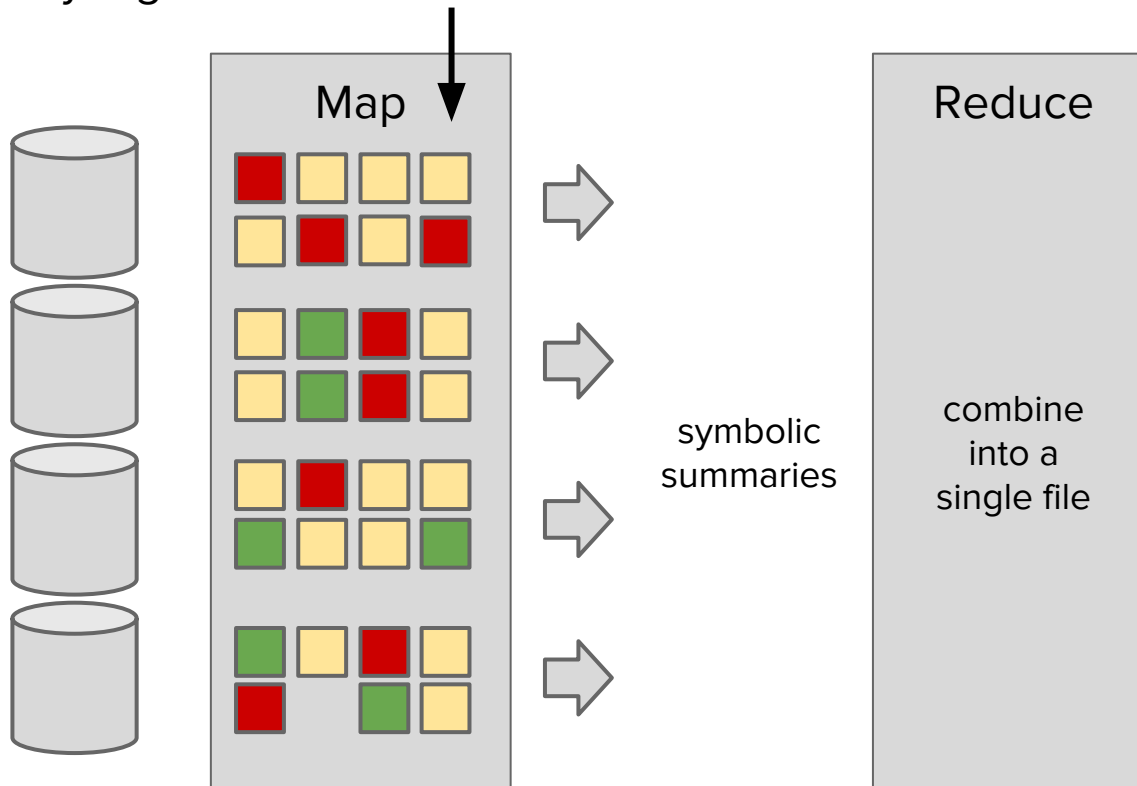 Map
Reduce
symbolic
summaries
combine
into a
single file